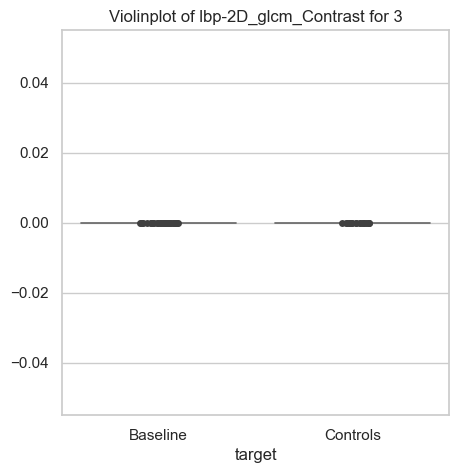 Violinplot of lbp-2D_glcm_Contrast for 3
0.04
0.02
0.00
−0.02
−0.04
Baseline Controls
target